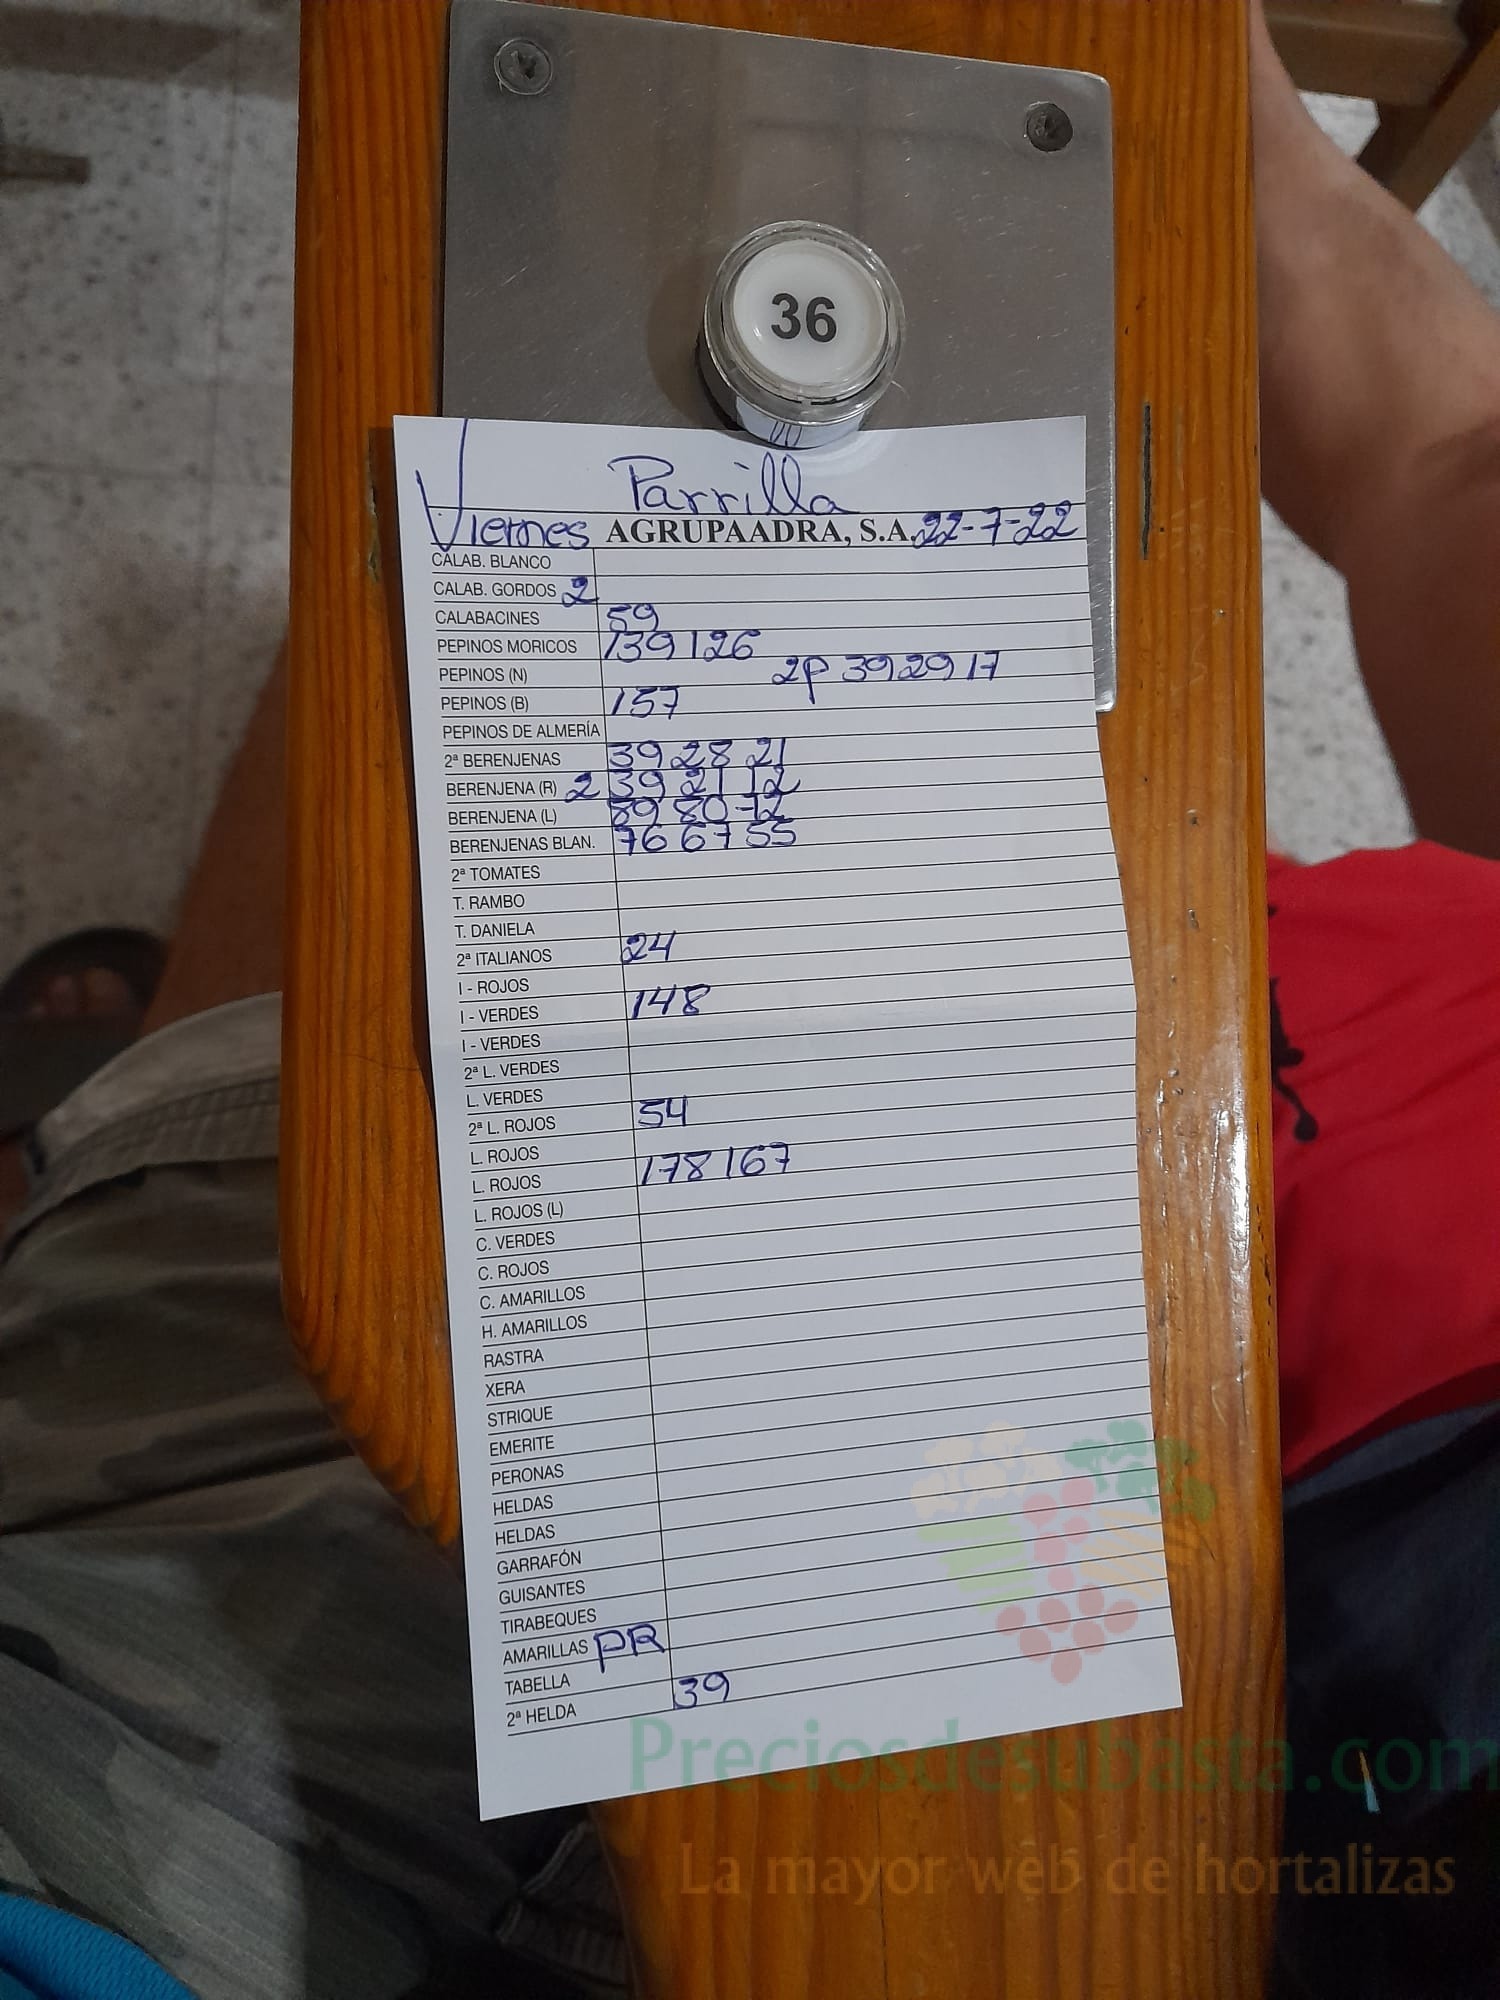 36
Parrilla
Viernes AGRUPAADRA, S.A. 22-7-22
CALAB. BLANCO
CALAB. GORDOS 2
CALABACINES 59
PEPINOS MORICOS 139 126
PEPINOS (N) 2P 39 29 17
PEPINOS (B) 157
PEPINOS DE ALMERÍA
2ª BERENJENAS 39 28 21
BERENJENA (R) 2 39 21 12
BERENJENA (L) 89 80 72
BERENJENAS BLAN. 76 67 55
2ª TOMATES
T. RAMBO
T. DANIELA
2ª ITALIANOS 24
I - ROJOS
I - VERDES 148
I - VERDES
2ª L. VERDES
L. VERDES
2ª L. ROJOS 54
L. ROJOS
L. ROJOS 178 167
L. ROJOS (L)
C. VERDES
C. ROJOS
C. AMARILLOS
H. AMARILLOS
RASTRA
XERA
STRIQUE
EMERITE
PERONAS
HELDAS
HELDAS
GARRAFÓN
GUISANTES
TIRABEQUES
AMARILLAS PR
TABELLA
2ª HELDA 39
Preciosdesubasta.com
La mayor web de hortalizas